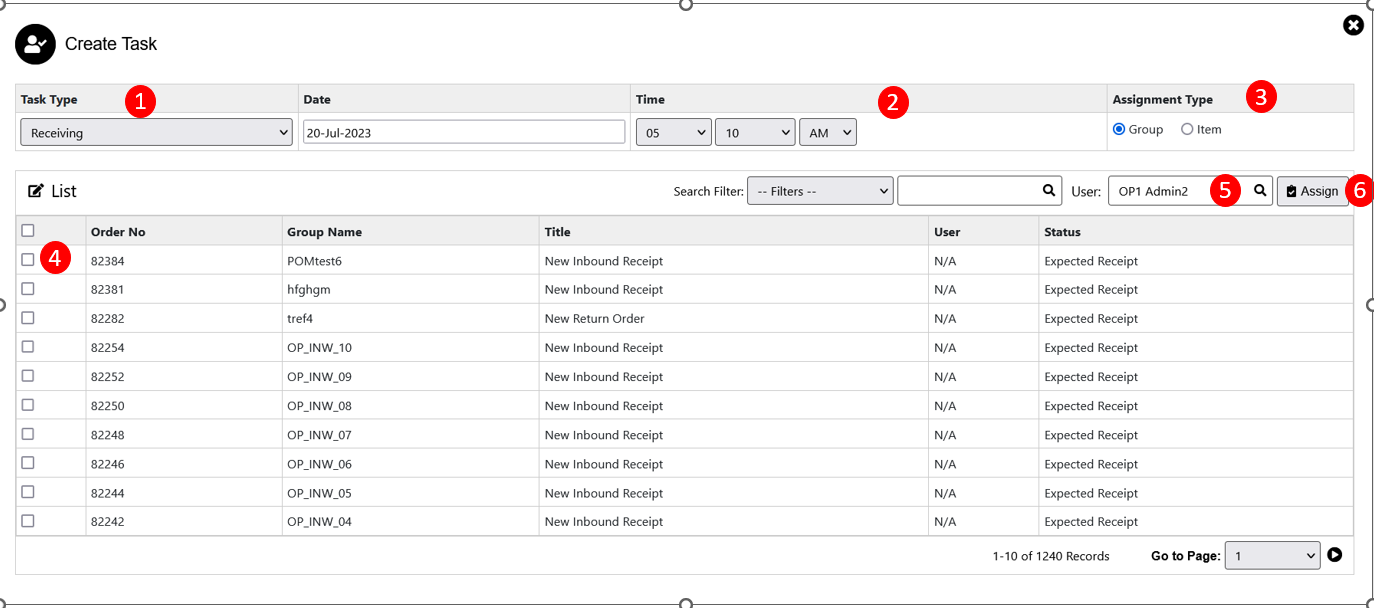 Create Task
Task Type 1 Date Time 2 Assignment Type 3
Receiving 20-Jul-2023 05 10 AM Group Item
List Search Filter: -- Filters -- User: OP1 Admin2 5 Assign 6
Order No Group Name Title User Status
4 82384 POMtest6 New Inbound Receipt N/A Expected Receipt
82381 hfghgm New Inbound Receipt N/A Expected Receipt
82282 tref4 New Return Order N/A Expected Receipt
82254 OP_INW_10 New Inbound Receipt N/A Expected Receipt
82252 OP_INW_09 New Inbound Receipt N/A Expected Receipt
82250 OP_INW_08 New Inbound Receipt N/A Expected Receipt
82248 OP_INW_07 New Inbound Receipt N/A Expected Receipt
82246 OP_INW_06 New Inbound Receipt N/A Expected Receipt
82244 OP_INW_05 New Inbound Receipt N/A Expected Receipt
82242 OP_INW_04 New Inbound Receipt N/A Expected Receipt
1-10 of 1240 Records Go to Page: 1